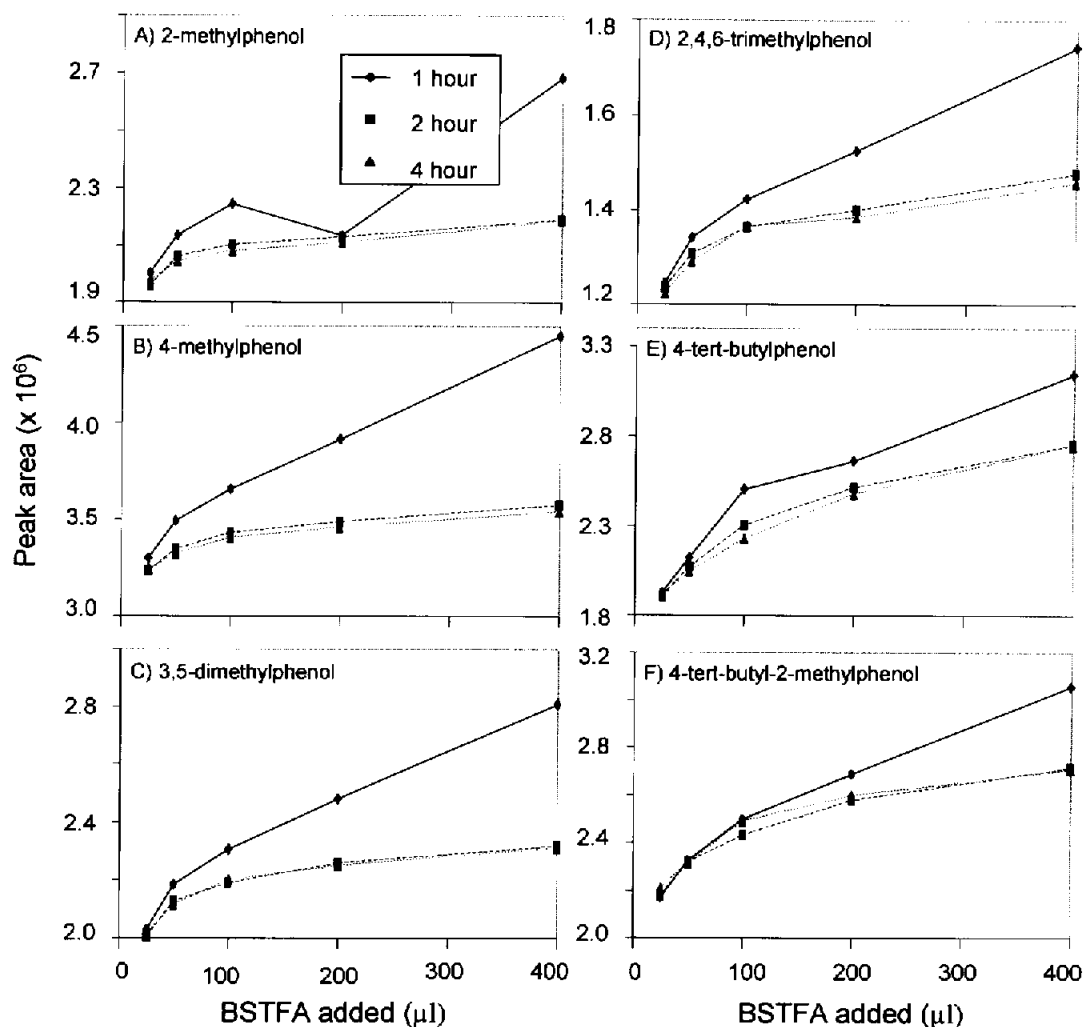 A) 2-methylphenol
1 hour
2 hour
4 hour
2.7
2.3
1.9
B) 4-methylphenol
4.5
4.0
3.5
3.0
C) 3,5-dimethylphenol
2.8
2.4
2.0
0
100
200
300
400
BSTFA added (µl)
Peak area (x 10⁶)
D) 2,4,6-trimethylphenol
1.8
1.6
1.4
1.2
E) 4-tert-butylphenol
3.3
2.8
2.3
1.8
F) 4-tert-butyl-2-methylphenol
3.2
2.8
2.4
2.0
0
100
200
300
400
BSTFA added (µl)